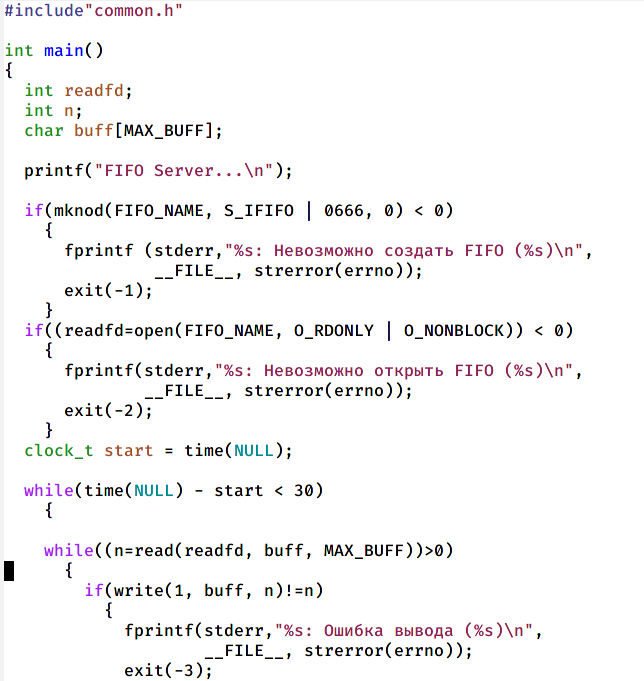 #include"common.h"
int main()
{
int readfd;
int n;
char buff[MAX_BUFF];
printf("FIFO Server...\n");
if(mknod(FIFO_NAME, S_IFIFO | 0666, 0) < 0)
{
fprintf (stderr,"%s: Невозможно создать FIFO (%s)\n",
__FILE__, strerror(errno));
exit(-1);
}
if((readfd=open(FIFO_NAME, O_RDONLY | O_NONBLOCK)) < 0)
{
fprintf(stderr,"%s: Невозможно открыть FIFO (%s)\n",
__FILE__, strerror(errno));
exit(-2);
}
clock_t start = time(NULL);
while(time(NULL) - start < 30)
{
while((n=read(readfd, buff, MAX_BUFF))>0)
{
if(write(1, buff, n)!=n)
{
fprintf(stderr,"%s: Ошибка вывода (%s)\n",
__FILE__, strerror(errno));
exit(-3);